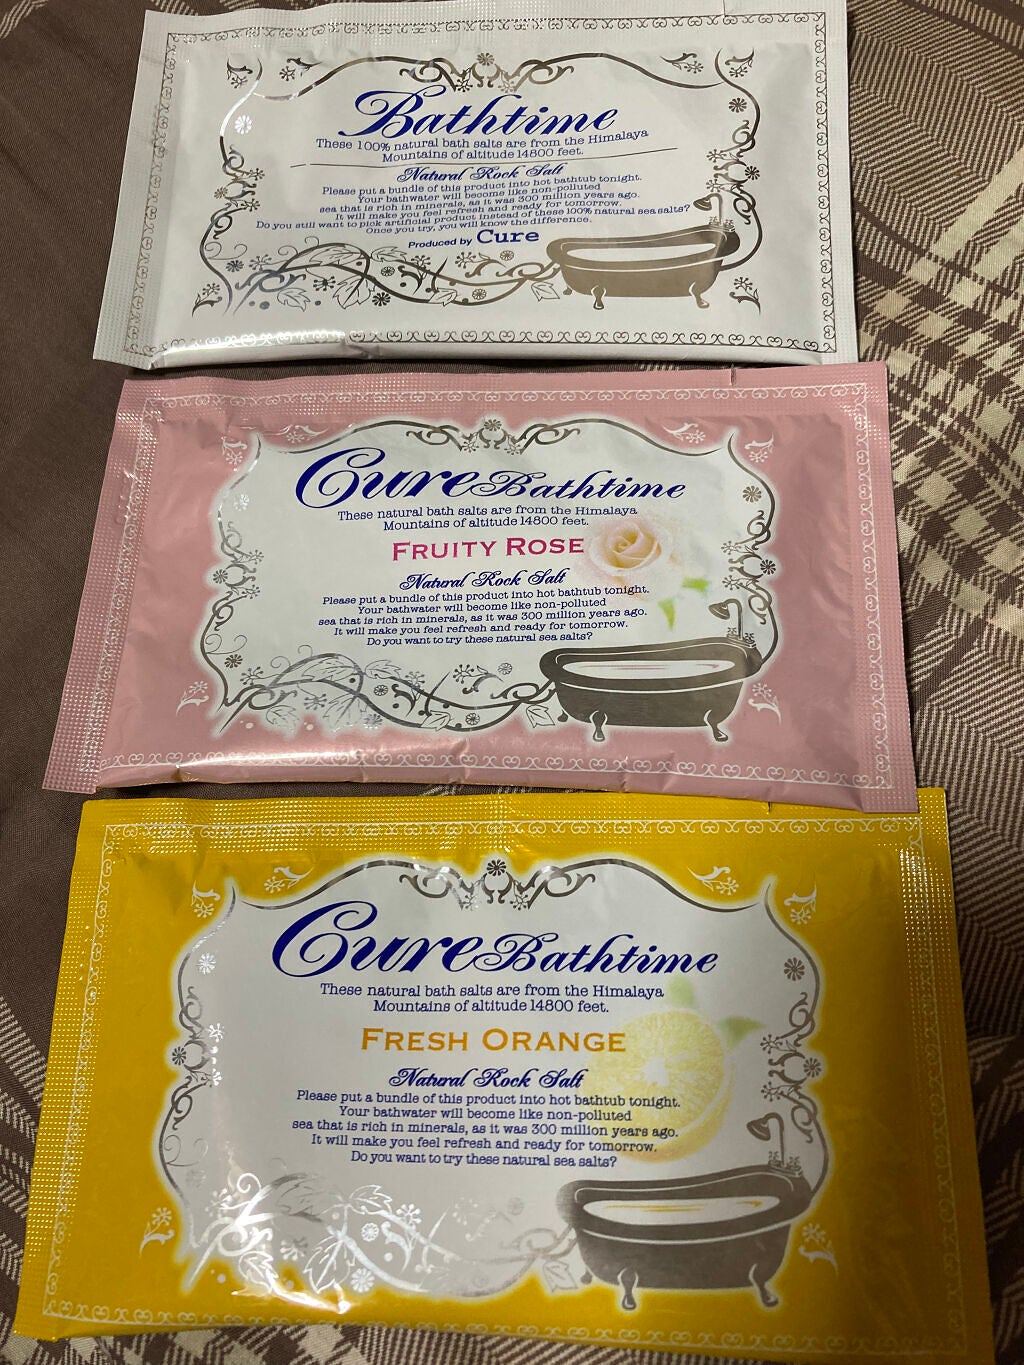 Bathtime
These 100% natural bath salts are from the Himalaya
Mountains of altitude 14800 feet.
Natural Rock Salt
Please put a bundle of this product into hot bathtub tonight.
Your bathwater will become like non-polluted
sea that is rich in minerals, as it was 300 million years ago.
It will make you feel refresh and ready for tomorrow.
Do you still want to pick artificial product instead of these 100% natural sea salts?
Once you try, you will know the difference.
Produced by Cure
Cure Bathtime
These natural bath salts are from the Himalaya
Mountains of altitude 14800 feet.
FRUITY ROSE
Natural Rock Salt
Please put a bundle of this product into hot bathtub tonight.
Your bathwater will become like non-polluted
sea that is rich in minerals, as it was 300 million years ago.
It will make you feel refresh and ready for tomorrow.
Do you want to try these natural sea salts?
Cure Bathtime
These natural bath salts are from the Himalaya
Mountains of altitude 14800 feet.
FRESH ORANGE
Natural Rock Salt
Please put a bundle of this product into hot bathtub tonight.
Your bathwater will become like non-polluted
sea that is rich in minerals, as it was 300 million years ago.
It will make you feel refresh and ready for tomorrow.
Do you want to try these natural sea salts?